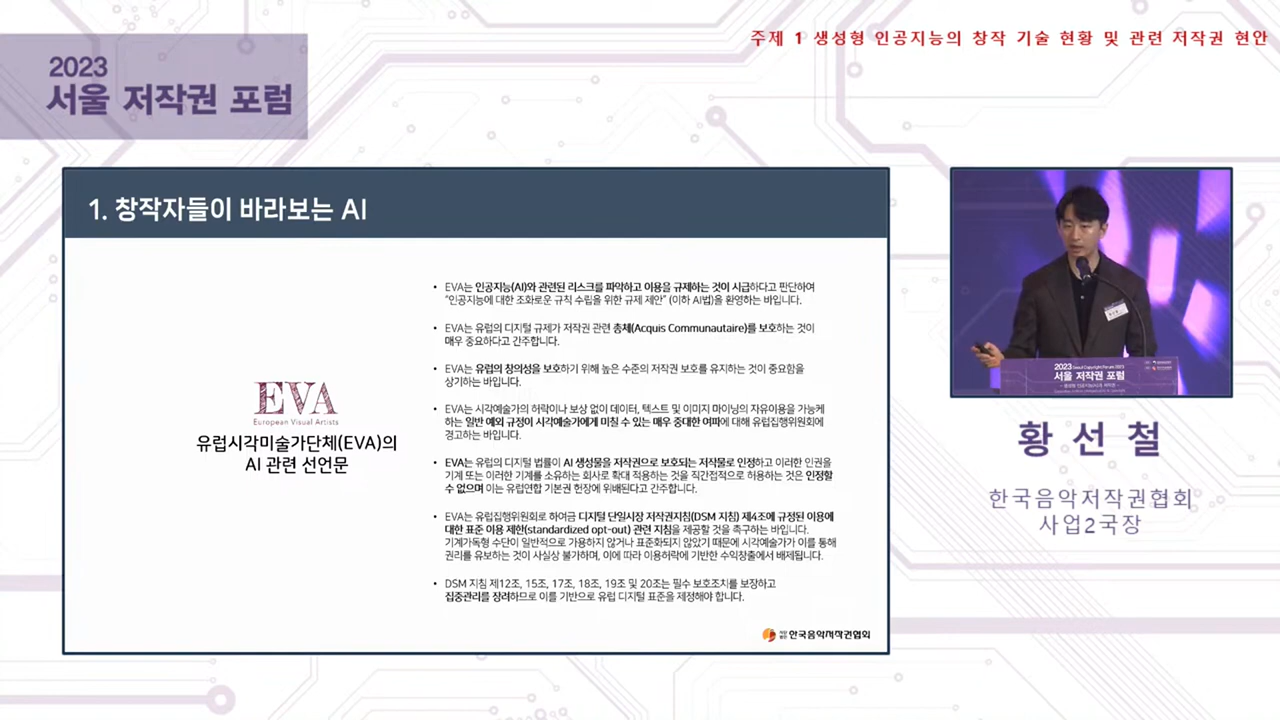 주제 1 생성형 인공지능의 창작 기술 현황 및 관련 저작권 현안
2023
서울 저작권 포럼
1. 창작자들이 바라보는 AI
EVA
European Visual Artists
유럽시각미술가단체(EVA)의
AI 관련 선언문
• EVA는 인공지능(AI)와 관련된 리스크를 파악하고 이용을 규제하는 것이 시급하다고 판단하여
“인공지능에 대한 조화로운 규칙 수립을 위한 규제 제안” (이하 AI법)을 환영하는 바입니다.
• EVA는 유럽의 디지털 규제가 저작권 관련 총체(Acquis Communautaire)를 보호하는 것이
매우 중요하다고 간주합니다.
• EVA는 유럽의 창의성을 보호하기 위해 높은 수준의 저작권 보호를 유지하는 것이 중요함을
상기하는 바입니다.
• EVA는 시각예술가의 허락이나 보상 없이 데이터, 텍스트 및 이미지 마이닝의 자유이용을 가능케
하는 일반 예외 규정이 시각예술가에게 미칠 수 있는 매우 중대한 여파에 대해 유럽집행위원회에
경고하는 바입니다.
• EVA는 유럽의 디지털 법률이 AI 생성물을 저작권으로 보호되는 저작물로 인정하고 이러한 인권을
기계 또는 이러한 기계를 소유하는 회사로 확대 적용하는 것을 직간접적으로 허용하는 것은 인정할
수 없으며 이는 유럽연합 기본권 헌장에 위배된다고 간주합니다.
• EVA는 유럽집행위원회로 하여금 디지털 단일시장 저작권지침(DSM 지침) 제4조에 규정된 이용에
대한 표준 이용 제한(standardized opt-out) 관련 지침을 제공할 것을 촉구하는 바입니다.
기계가독형 수단이 일반적으로 가용하지 않거나 표준화되지 않았기 때문에 시각예술가가 이를 통해
권리를 유보하는 것이 사실상 불가하며, 이에 따라 이용허락에 기반한 수익창출에서 배제됩니다.
• DSM 지침 제12조, 15조, 17조, 18조, 19조 및 20조는 필수 보호조치를 보장하고
집중관리를 장려하므로 이를 기반으로 유럽 디지털 표준을 제정해야 합니다.
한국음악저작권협회
2023 Seoul Copyright Forum 2023
서울 저작권 포럼
황선철
한국음악저작권협회
사업2국장